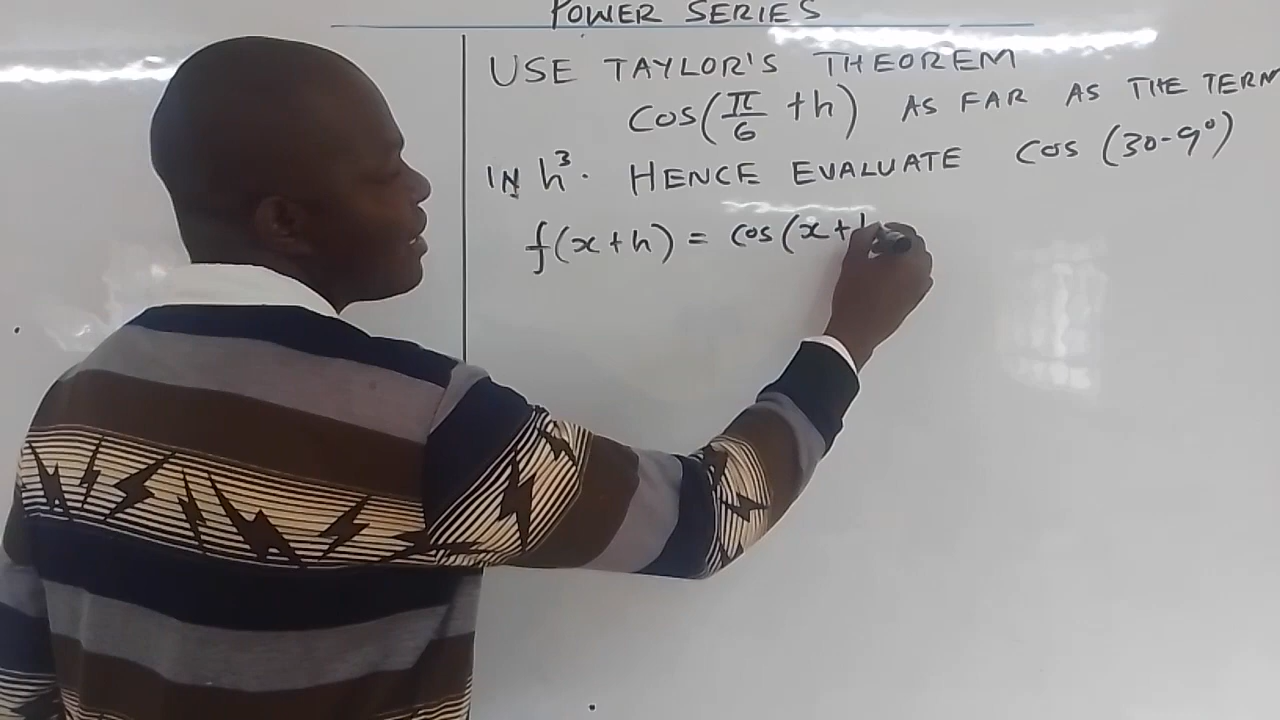 POWER SERIES
USE TAYLOR'S THEOREM
COS(π/6 + h) AS FAR AS THE TERM
IN h³. HENCE EVALUATE COS (30-9°)
f(x+h) = cos(x+h